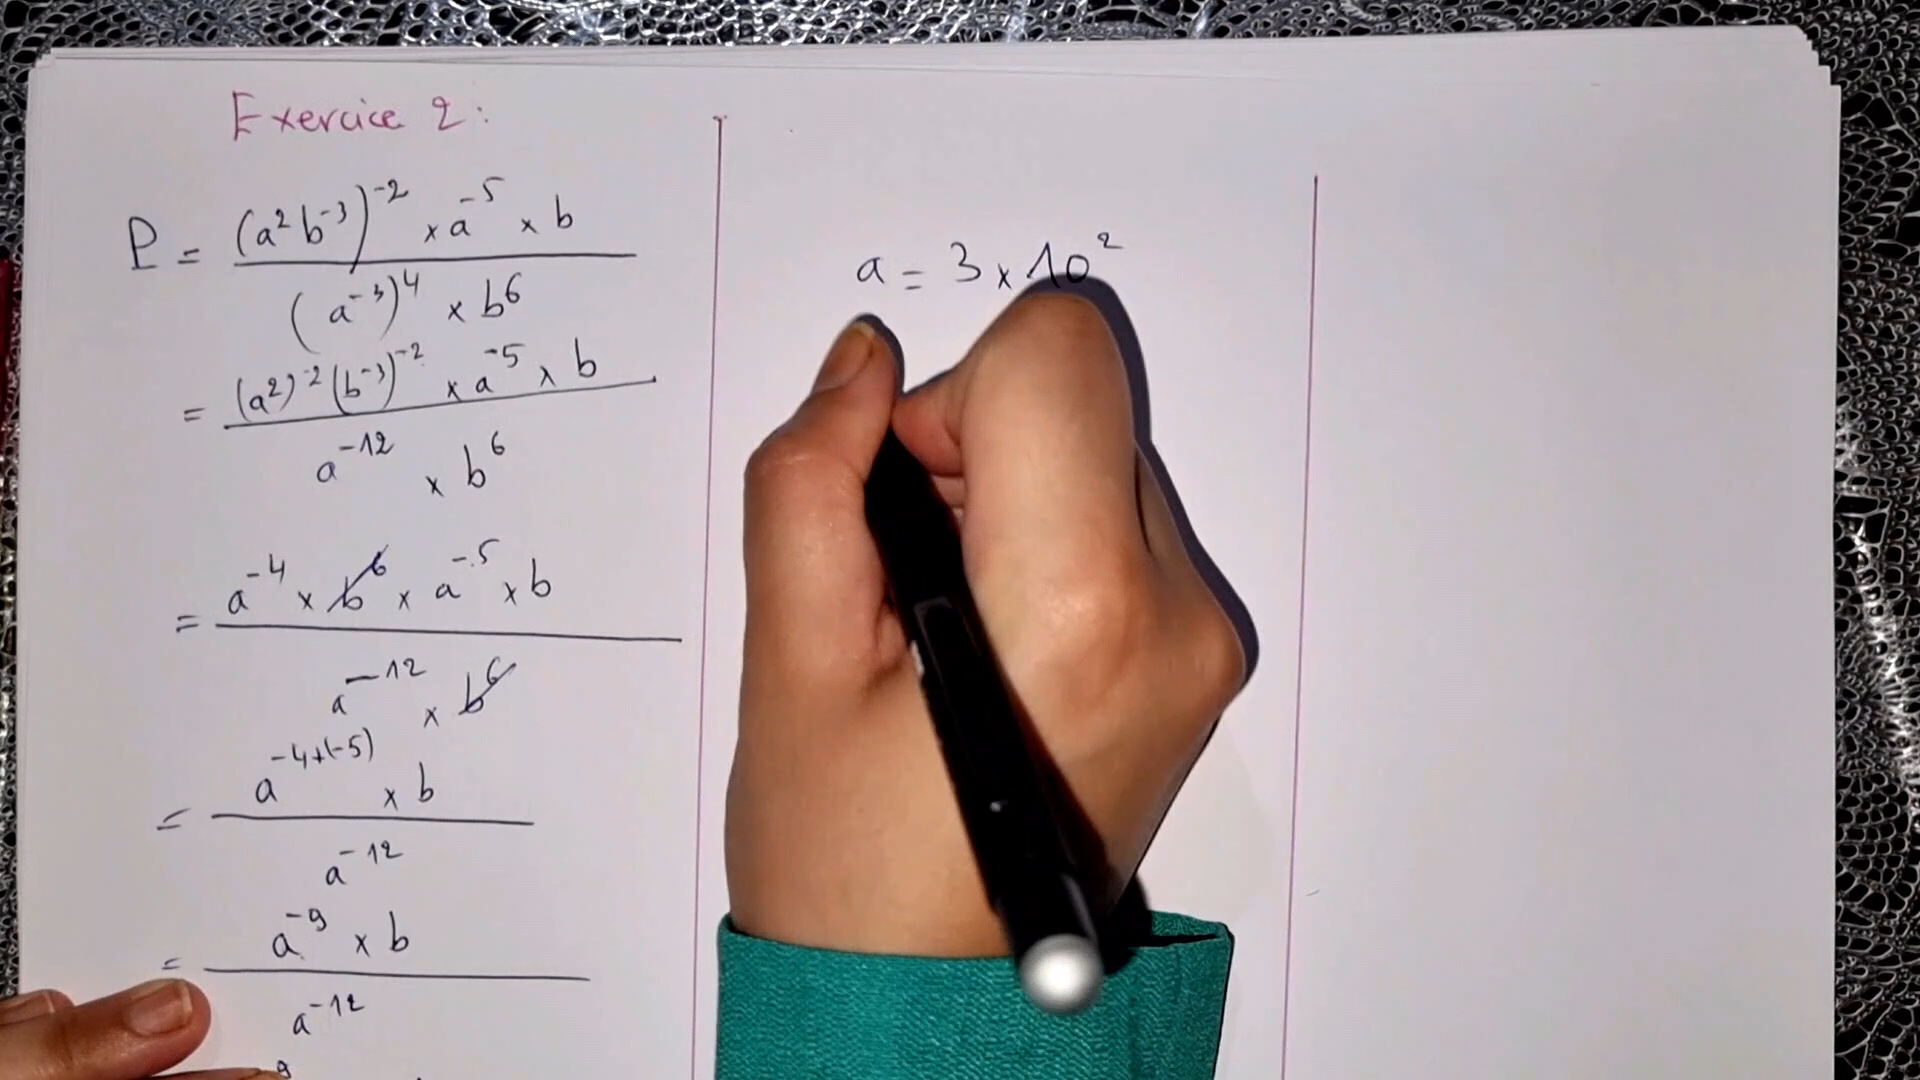 Exercice 2:
P = (a² b⁻³)⁻² × a⁻⁵ × b
(a⁻³)⁴ × b⁶
= (a²)⁻² (b⁻³)⁻² × a⁻⁵ × b
a⁻¹² × b⁶
= a⁻⁴ × b⁶ × a⁻⁵ × b
a⁻¹² × b⁶
= a⁻⁴⁺⁽⁻⁵⁾ × b
a⁻¹²
= a⁻⁹ × b
a⁻¹²
a = 3 × 10²